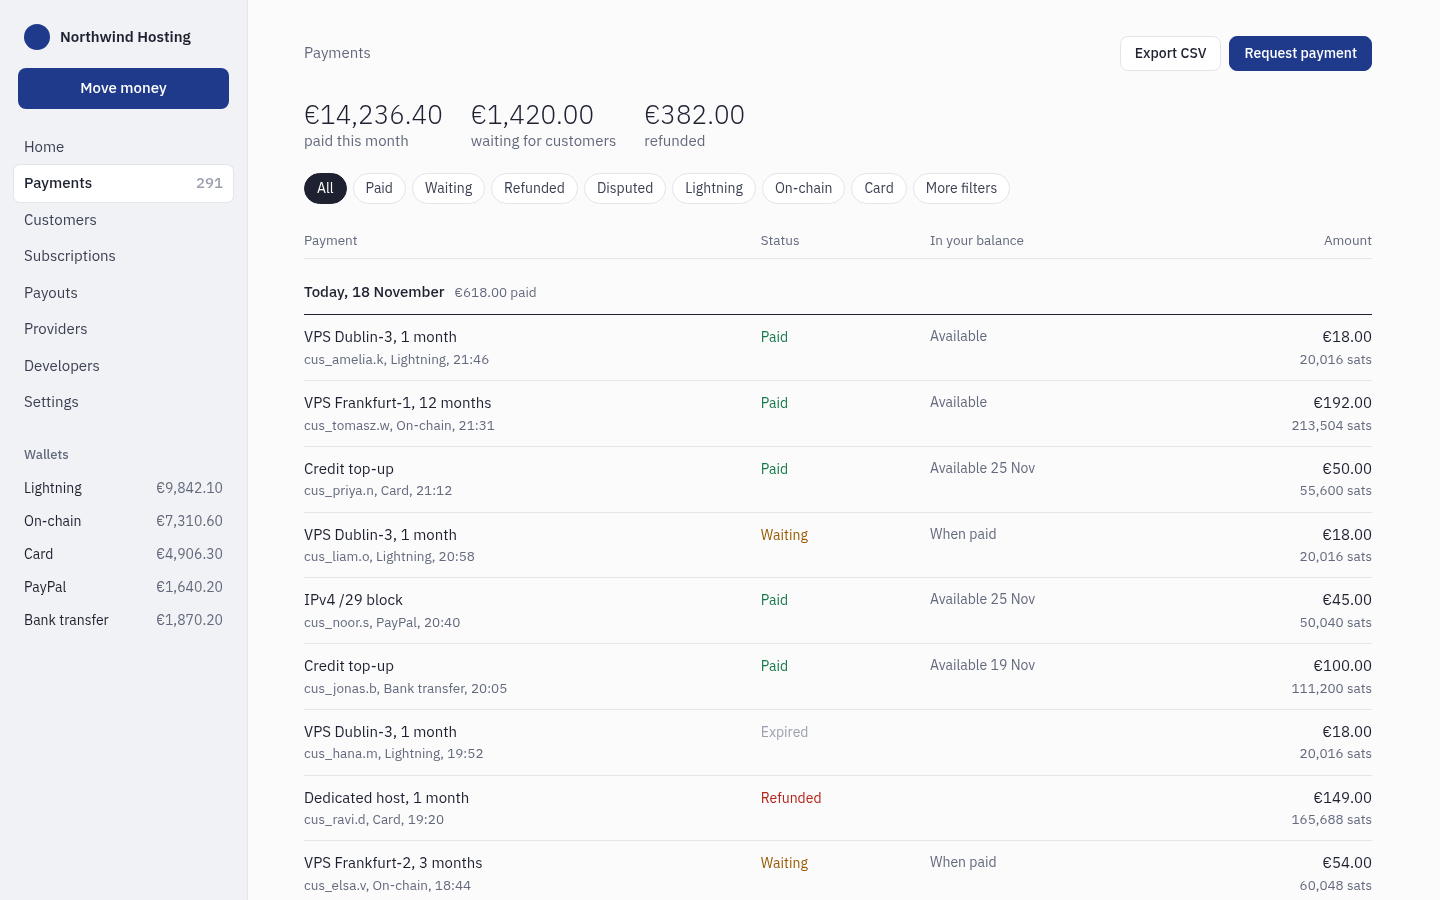 Northwind Hosting
Move money
Home
Payments 291
Customers
Subscriptions
Payouts
Providers
Developers
Settings
Wallets
Lightning €9,842.10
On-chain €7,310.60
Card €4,906.30
PayPal €1,640.20
Bank transfer €1,870.20
Payments
Export CSV
Request payment
€14,236.40 €1,420.00 €382.00
paid this month waiting for customers refunded
All Paid Waiting Refunded Disputed Lightning On-chain Card More filters
Payment Status In your balance Amount
Today, 18 November €618.00 paid
VPS Dublin-3, 1 month Paid Available €18.00
cus_amelia.k, Lightning, 21:46 20,016 sats
VPS Frankfurt-1, 12 months Paid Available €192.00
cus_tomasz.w, On-chain, 21:31 213,504 sats
Credit top-up Paid Available 25 Nov €50.00
cus_priya.n, Card, 21:12 55,600 sats
VPS Dublin-3, 1 month Waiting When paid €18.00
cus_liam.o, Lightning, 20:58 20,016 sats
IPv4 /29 block Paid Available 25 Nov €45.00
cus_noor.s, PayPal, 20:40 50,040 sats
Credit top-up Paid Available 19 Nov €100.00
cus_jonas.b, Bank transfer, 20:05 111,200 sats
VPS Dublin-3, 1 month Expired €18.00
cus_hana.m, Lightning, 19:52 20,016 sats
Dedicated host, 1 month Refunded €149.00
cus_ravi.d, Card, 19:20 165,688 sats
VPS Frankfurt-2, 3 months Waiting When paid €54.00
cus_elsa.v, On-chain, 18:44 60,048 sats